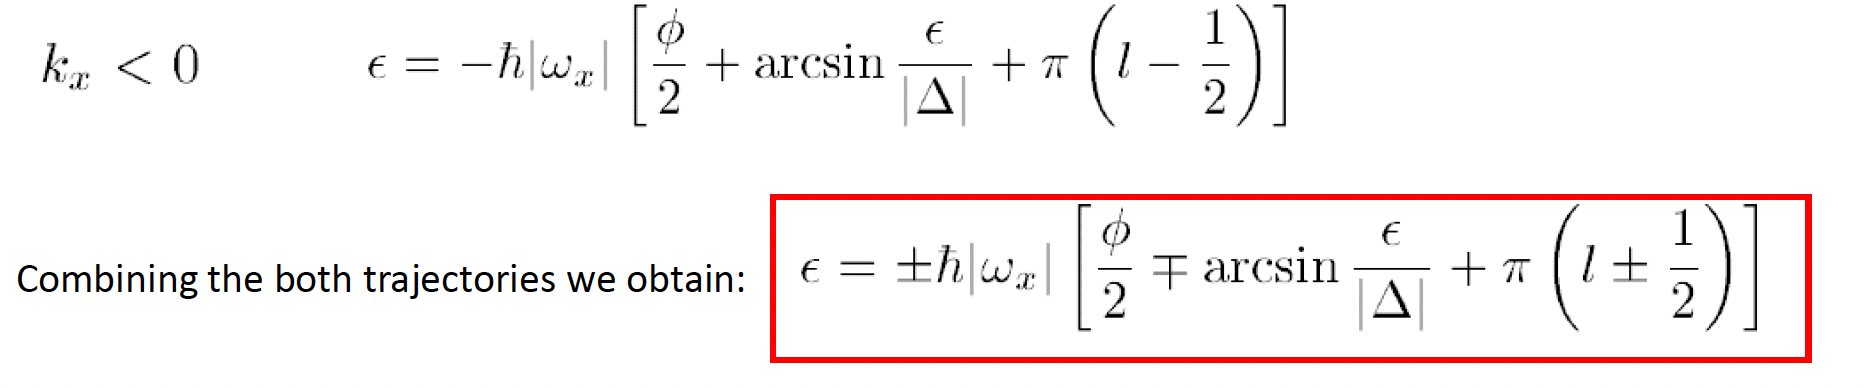 k_x < 0 ϵ = −ℏ|ω_x| [ϕ/2 + arcsin ϵ/|Δ| + π (l − 1/2)]
Combining the both trajectories we obtain: ϵ = ±ℏ|ω_x| [ϕ/2 ∓ arcsin ϵ/|Δ| + π (l ± 1/2)]